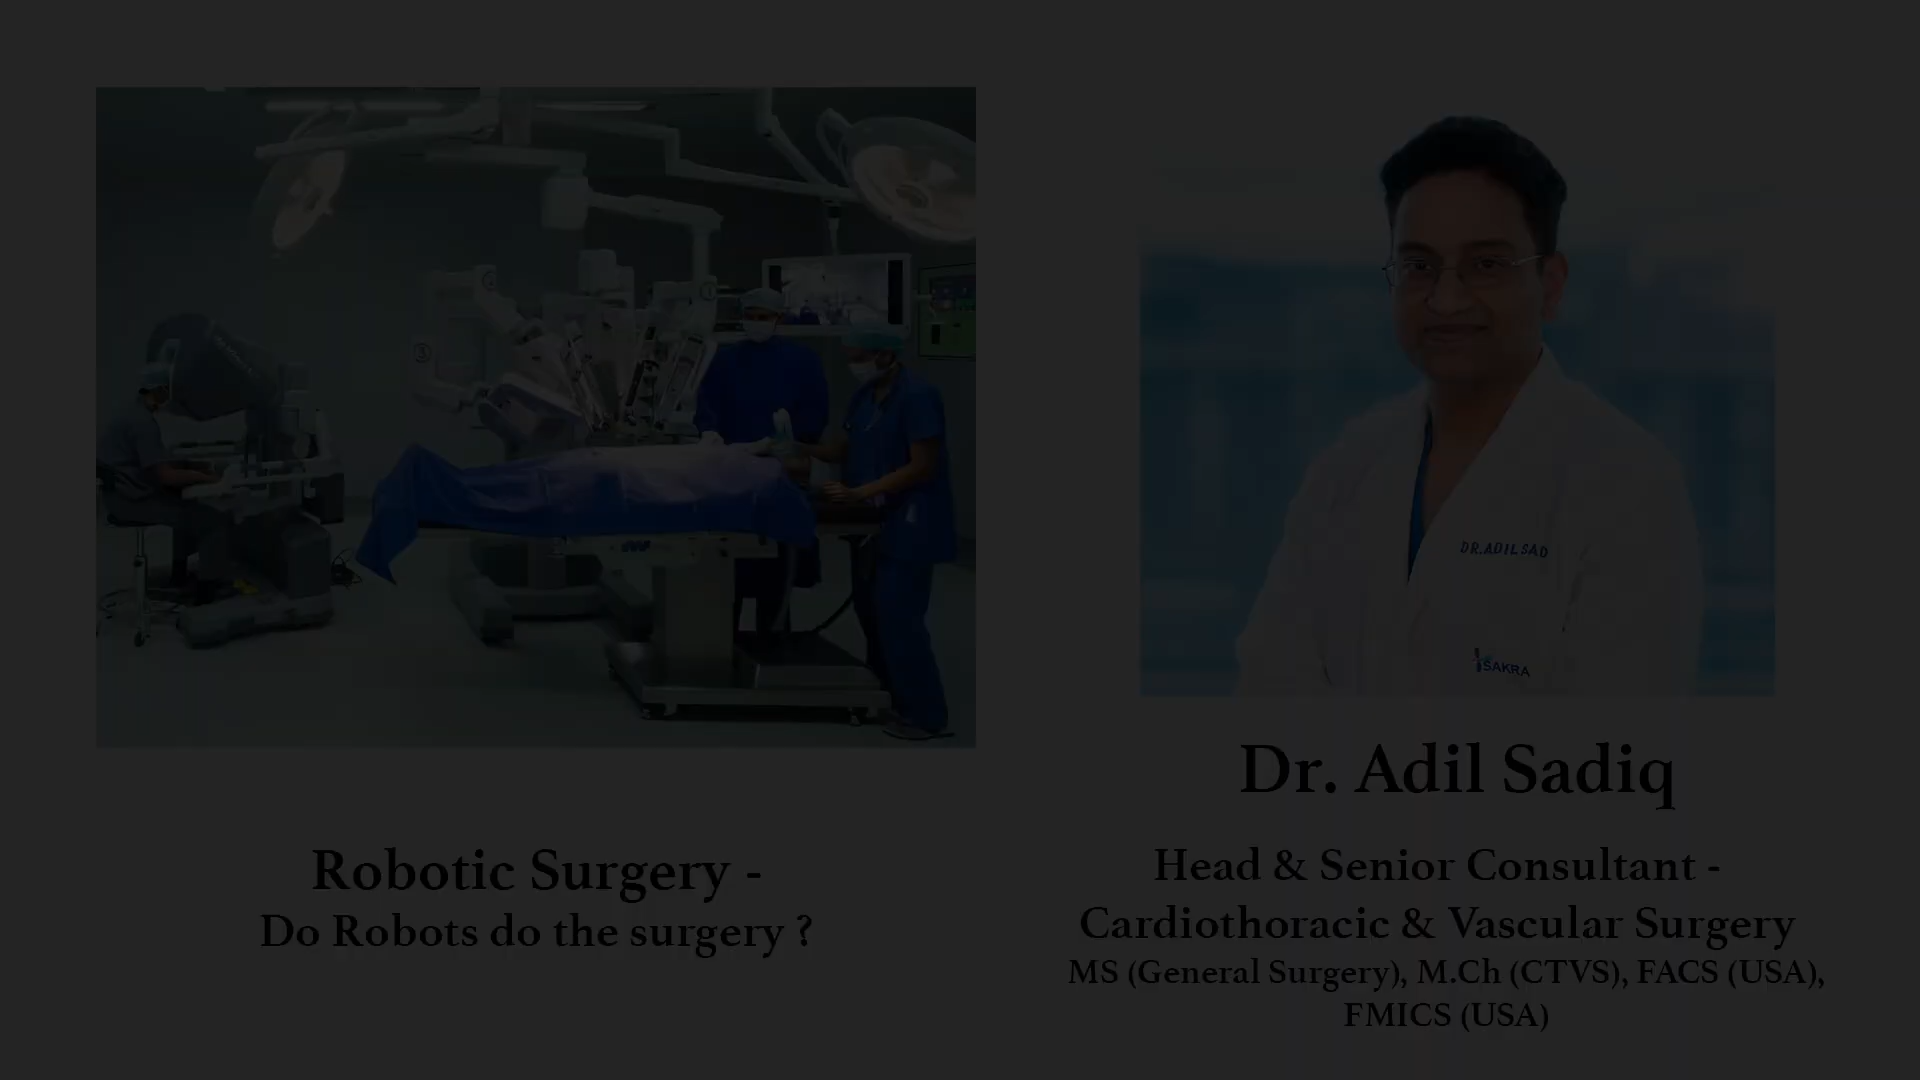 Robotic Surgery -
Do Robots do the surgery ?
DR. ADIL SAD
SAKRA
Dr. Adil Sadiq
Head & Senior Consultant -
Cardiothoracic & Vascular Surgery
MS (General Surgery), M.Ch (CTVS), FACS (USA),
FMICS (USA)